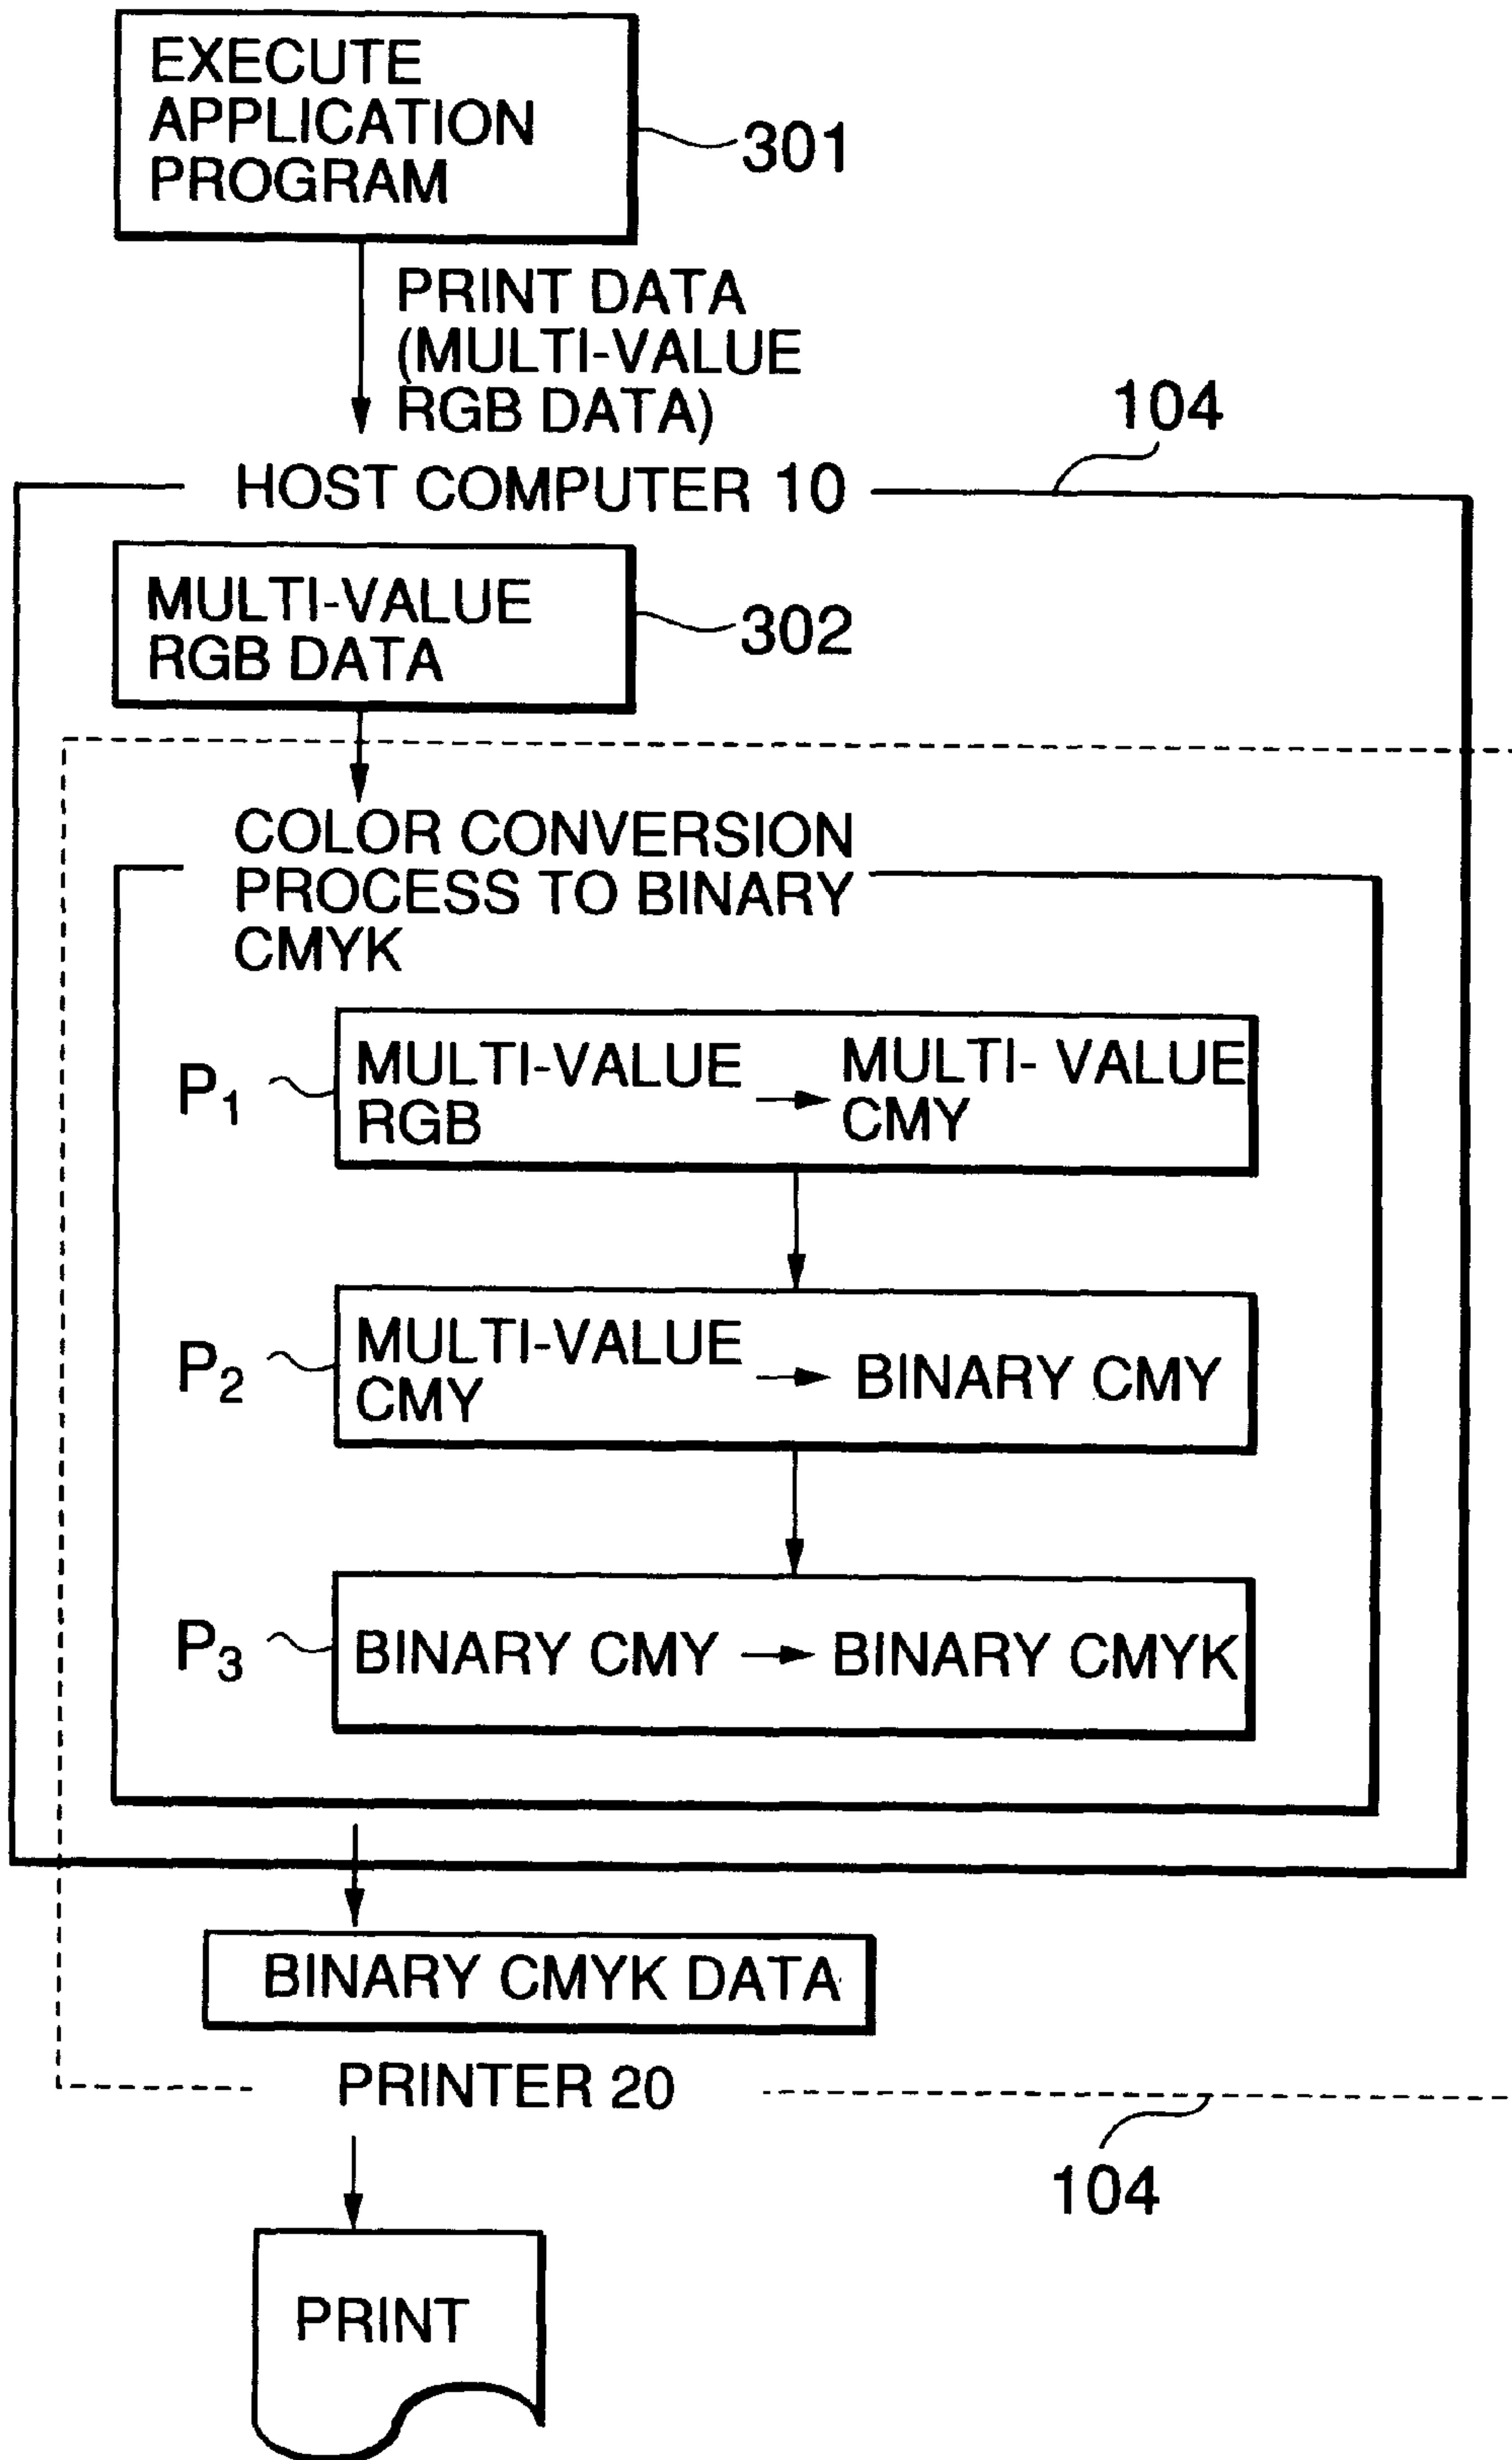 EXECUTE
APPLICATION
PROGRAM
301
PRINT DATA
(MULTI-VALUE
RGB DATA)
104
HOST COMPUTER 10
MULTI-VALUE
RGB DATA
302
COLOR CONVERSION
PROCESS TO BINARY
CMYK
P1
MULTI-VALUE
RGB
MULTI- VALUE
CMY
P2
MULTI-VALUE
CMY
BINARY CMY
P3
BINARY CMY
BINARY CMYK
BINARY CMYK DATA
PRINTER 20
104
PRINT